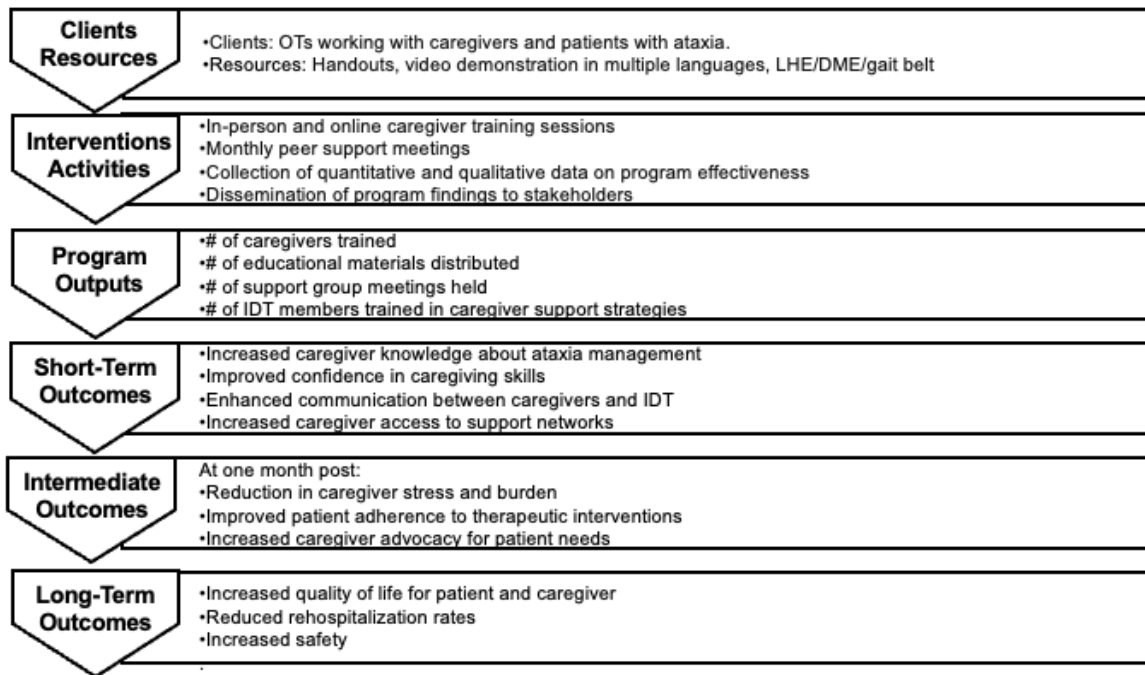 Clients
Resources
•Clients: OTs working with caregivers and patients with ataxia.
•Resources: Handouts, video demonstration in multiple languages, LHE/DME/gait belt
Interventions
Activities
•In-person and online caregiver training sessions
•Monthly peer support meetings
•Collection of quantitative and qualitative data on program effectiveness
•Dissemination of program findings to stakeholders
Program
Outputs
•# of caregivers trained
•# of educational materials distributed
•# of support group meetings held
•# of IDT members trained in caregiver support strategies
Short-Term
Outcomes
•Increased caregiver knowledge about ataxia management
•Improved confidence in caregiving skills
•Enhanced communication between caregivers and IDT
•Increased caregiver access to support networks
Intermediate
Outcomes
At one month post:
•Reduction in caregiver stress and burden
•Improved patient adherence to therapeutic interventions
•Increased caregiver advocacy for patient needs
Long-Term
Outcomes
•Increased quality of life for patient and caregiver
•Reduced rehospitalization rates
•Increased safety
.